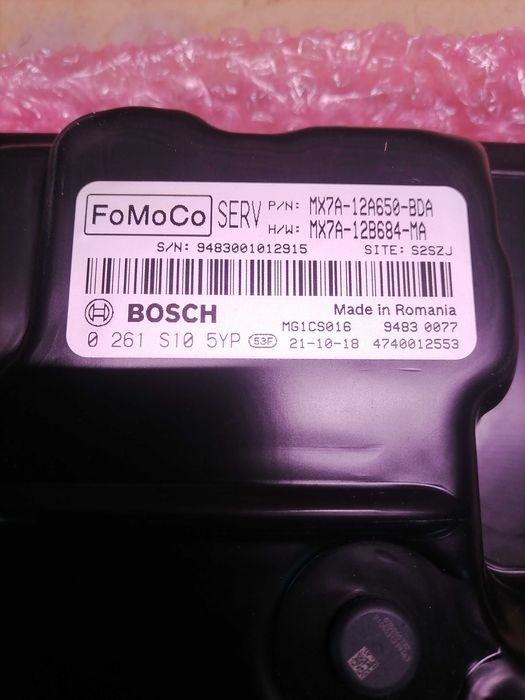 FoMoCo SERV P/N: MX7A-12A650-BDA
H/W: MX7A-12B684-MA
S/N: 9483001012915 SITE: S2SZJ
BOSCH Made in Romania
MG1CS016 9483 0077
0 261 S10 5YP 53F 21-10-18 4740012553